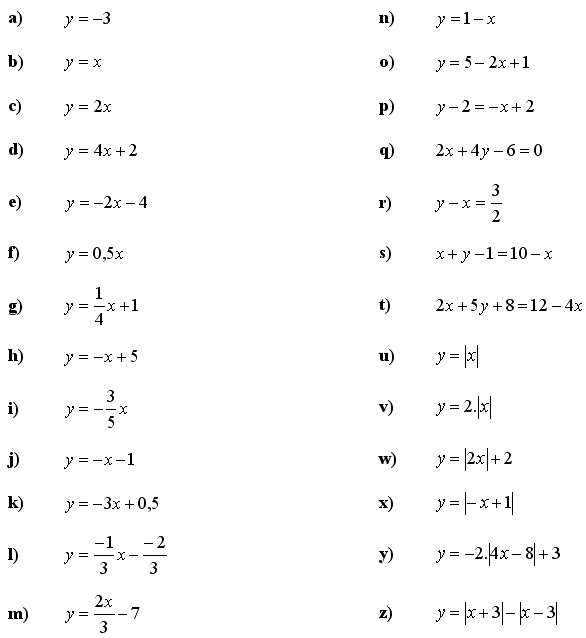 a) y = −3
b) y = x
c) y = 2x
d) y = 4x + 2
e) y = −2x − 4
f) y = 0,5x
g) y = 1/4 x + 1
h) y = −x + 5
i) y = −3/5 x
j) y = −x − 1
k) y = −3x + 0,5
l) y = −1/3 x − −2/3
m) y = 2x/3 − 7
n) y = 1 − x
o) y = 5 − 2x + 1
p) y − 2 = −x + 2
q) 2x + 4y − 6 = 0
r) y − x = 3/2
s) x + y − 1 = 10 − x
t) 2x + 5y + 8 = 12 − 4x
u) y = |x|
v) y = 2.|x|
w) y = |2x| + 2
x) y = |−x + 1|
y) y = −2.|4x − 8| + 3
z) y = |x + 3| − |x − 3|